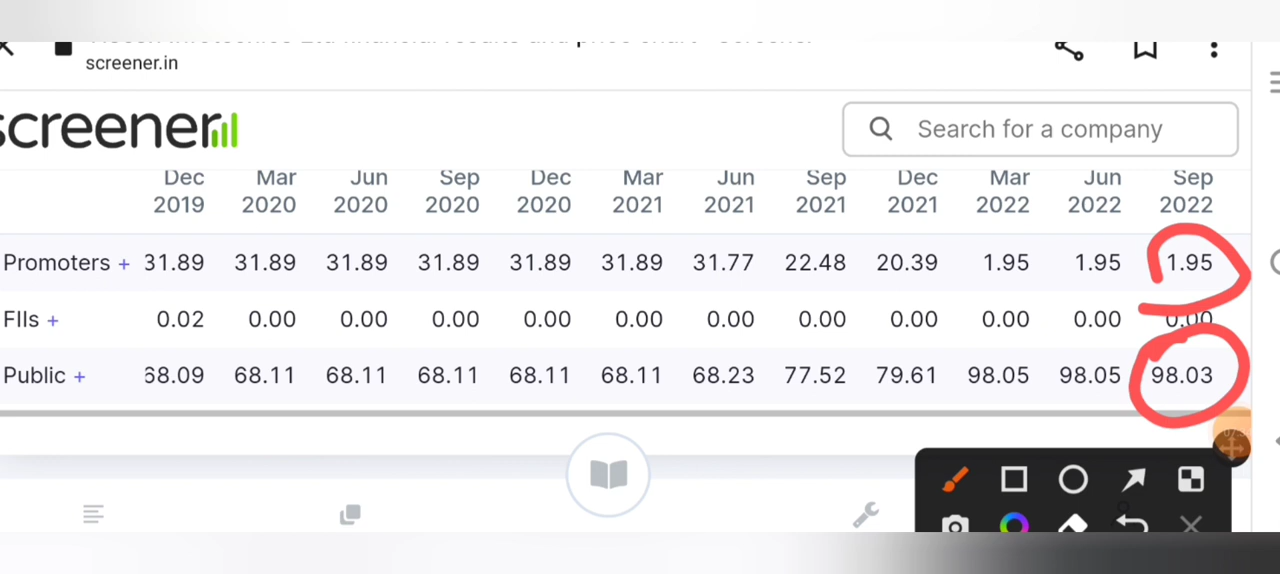 screener.in
screener
Search for a company
Dec Mar Jun Sep Dec Mar Jun Sep Dec Mar Jun Sep
2019 2020 2020 2020 2020 2021 2021 2021 2021 2022 2022 2022
Promoters + 31.89 31.89 31.89 31.89 31.89 31.89 31.77 22.48 20.39 1.95 1.95 1.95
FIIs + 0.02 0.00 0.00 0.00 0.00 0.00 0.00 0.00 0.00 0.00 0.00 0.00
Public + 68.09 68.11 68.11 68.11 68.11 68.11 68.23 77.52 79.61 98.05 98.05 98.03